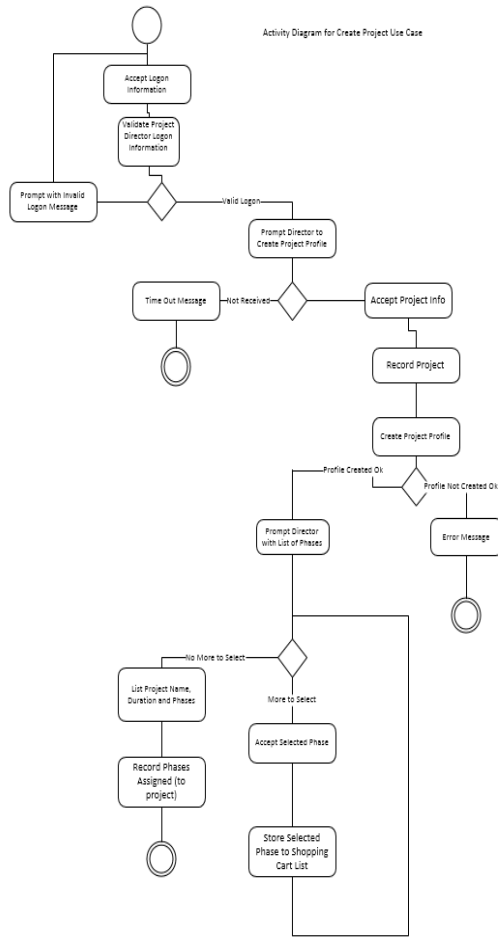 Activity Diagram for Create Project Use Case
Accept Logon
Information
Validate Project
Director Logon
Information
Prompt with Invalid
Logon Message
Valid Logon
Prompt Director to
Create Project Profile
Time Out Message
Not Received
Accept Project Info
Record Project
Create Project Profile
Profile Created Ok
Profile Not Created Ok
Prompt Director
with List of Phases
Error Message
No More to Select
List Project Name,
Duration and Phases
More to Select
Accept Selected Phase
Record Phases
Assigned (to
project)
Store Selected
Phase to Shopping
Cart List